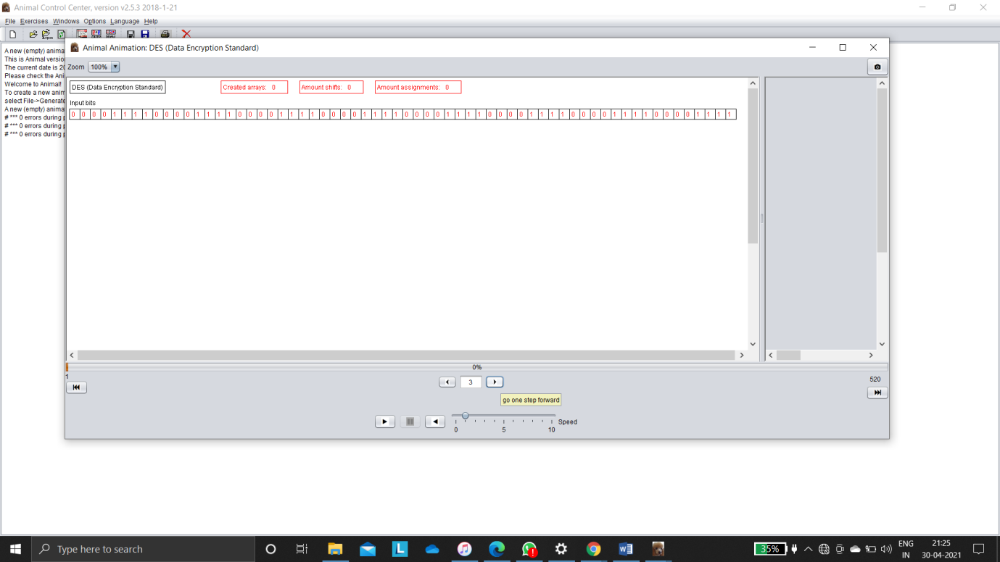 Animal Control Center, version v2.5.3 2018-1-21
File Exercises Windows Options Language Help
A new (empty) anima
This is Animal versio
The current date is 20
Please check the Ani
Welcome to Animal!
To create a new anim
select File->Generate
A new (empty) anima
# *** 0 errors during p
# *** 0 errors during p
# *** 0 errors during p
Animal Animation: DES (Data Encryption Standard)
Zoom 100%
DES (Data Encryption Standard) Created arrays: 0 Amount shifts: 0 Amount assignments: 0
Input bits
0 0 0 0 1 1 1 1 0 0 0 0 1 1 1 1 0 0 0 0 1 1 1 1 0 0 0 0 1 1 1 1 0 0 0 0 1 1 1 1 0 0 0 0 1 1 1 1 0 0 0 0 1 1 1 1 0 0 0 0 1 1 1 1
0%
1 3 520
go one step forward
Speed
0 5 10
Type here to search
L
W
35%
ENG 21:25
IN 30-04-2021